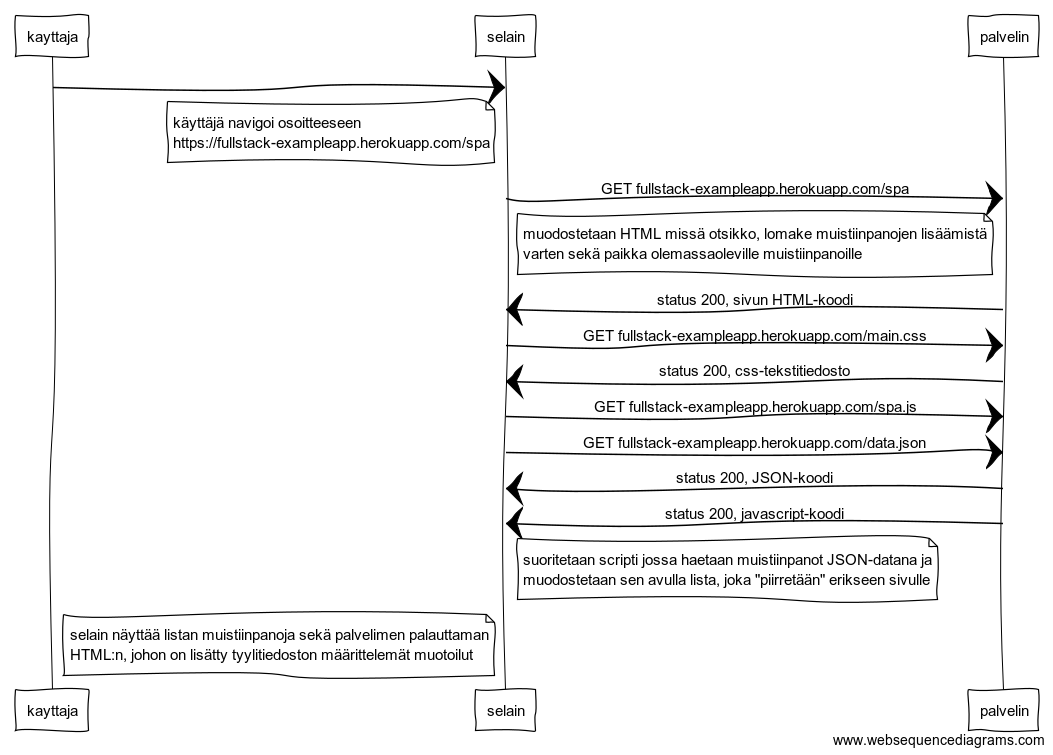 kayttaja
selain
palvelin
käyttäjä navigoi osoitteeseen
https://fullstack-exampleapp.herokuapp.com/spa
GET fullstack-exampleapp.herokuapp.com/spa
muodostetaan HTML missä otsikko, lomake muistiinpanojen lisäämistä
varten sekä paikka olemassaoleville muistiinpanoille
status 200, sivun HTML-koodi
GET fullstack-exampleapp.herokuapp.com/main.css
status 200, css-tekstitiedosto
GET fullstack-exampleapp.herokuapp.com/spa.js
GET fullstack-exampleapp.herokuapp.com/data.json
status 200, JSON-koodi
status 200, javascript-koodi
suoritetaan scripti jossa haetaan muistiinpanot JSON-datana ja
muodostetaan sen avulla lista, joka "piirretään" erikseen sivulle
selain näyttää listan muistiinpanoja sekä palvelimen palauttaman
HTML:n, johon on lisätty tyylitiedoston määrittelemät muotoilut
kayttaja
selain
palvelin
www.websequencediagrams.com